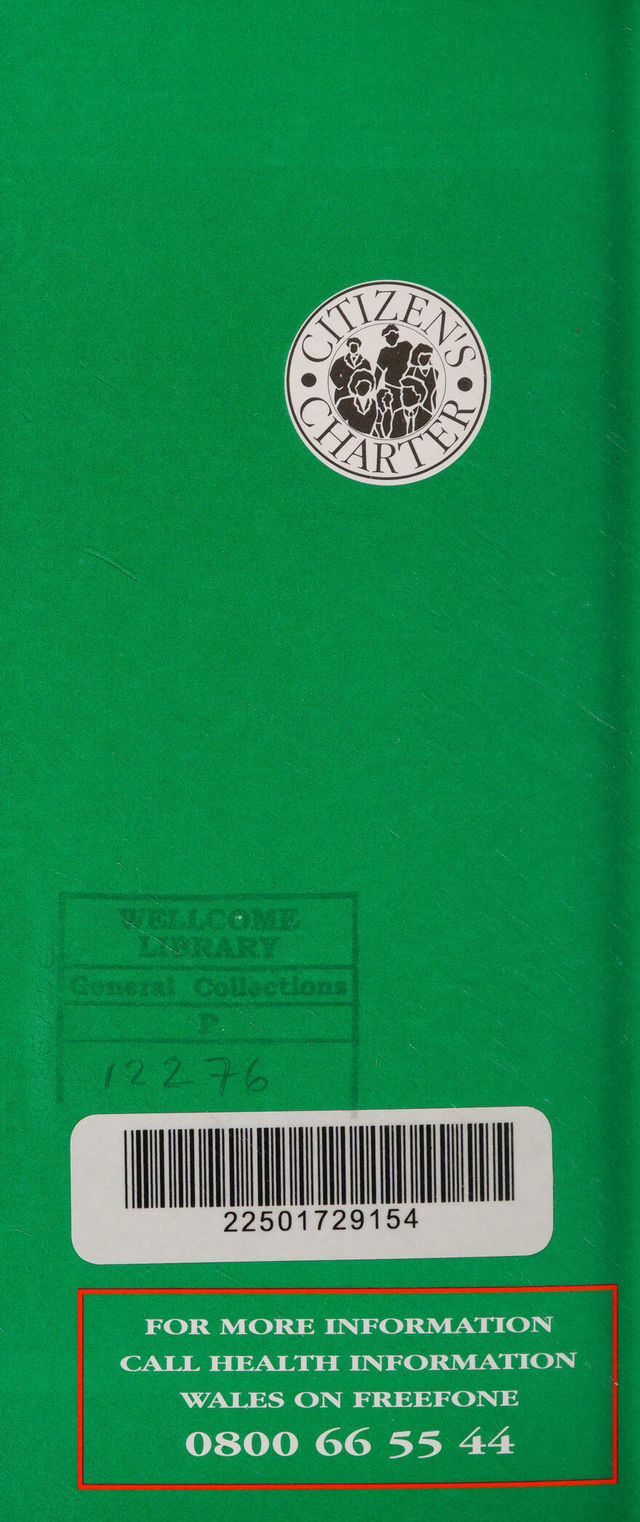 CITIZEN'S
CHARTER
WELLCOME
LIBRARY
General Collections
P
12276
22501729154
FOR MORE INFORMATION
CALL HEALTH INFORMATION
WALES ON FREEFONE
0800 66 55 44